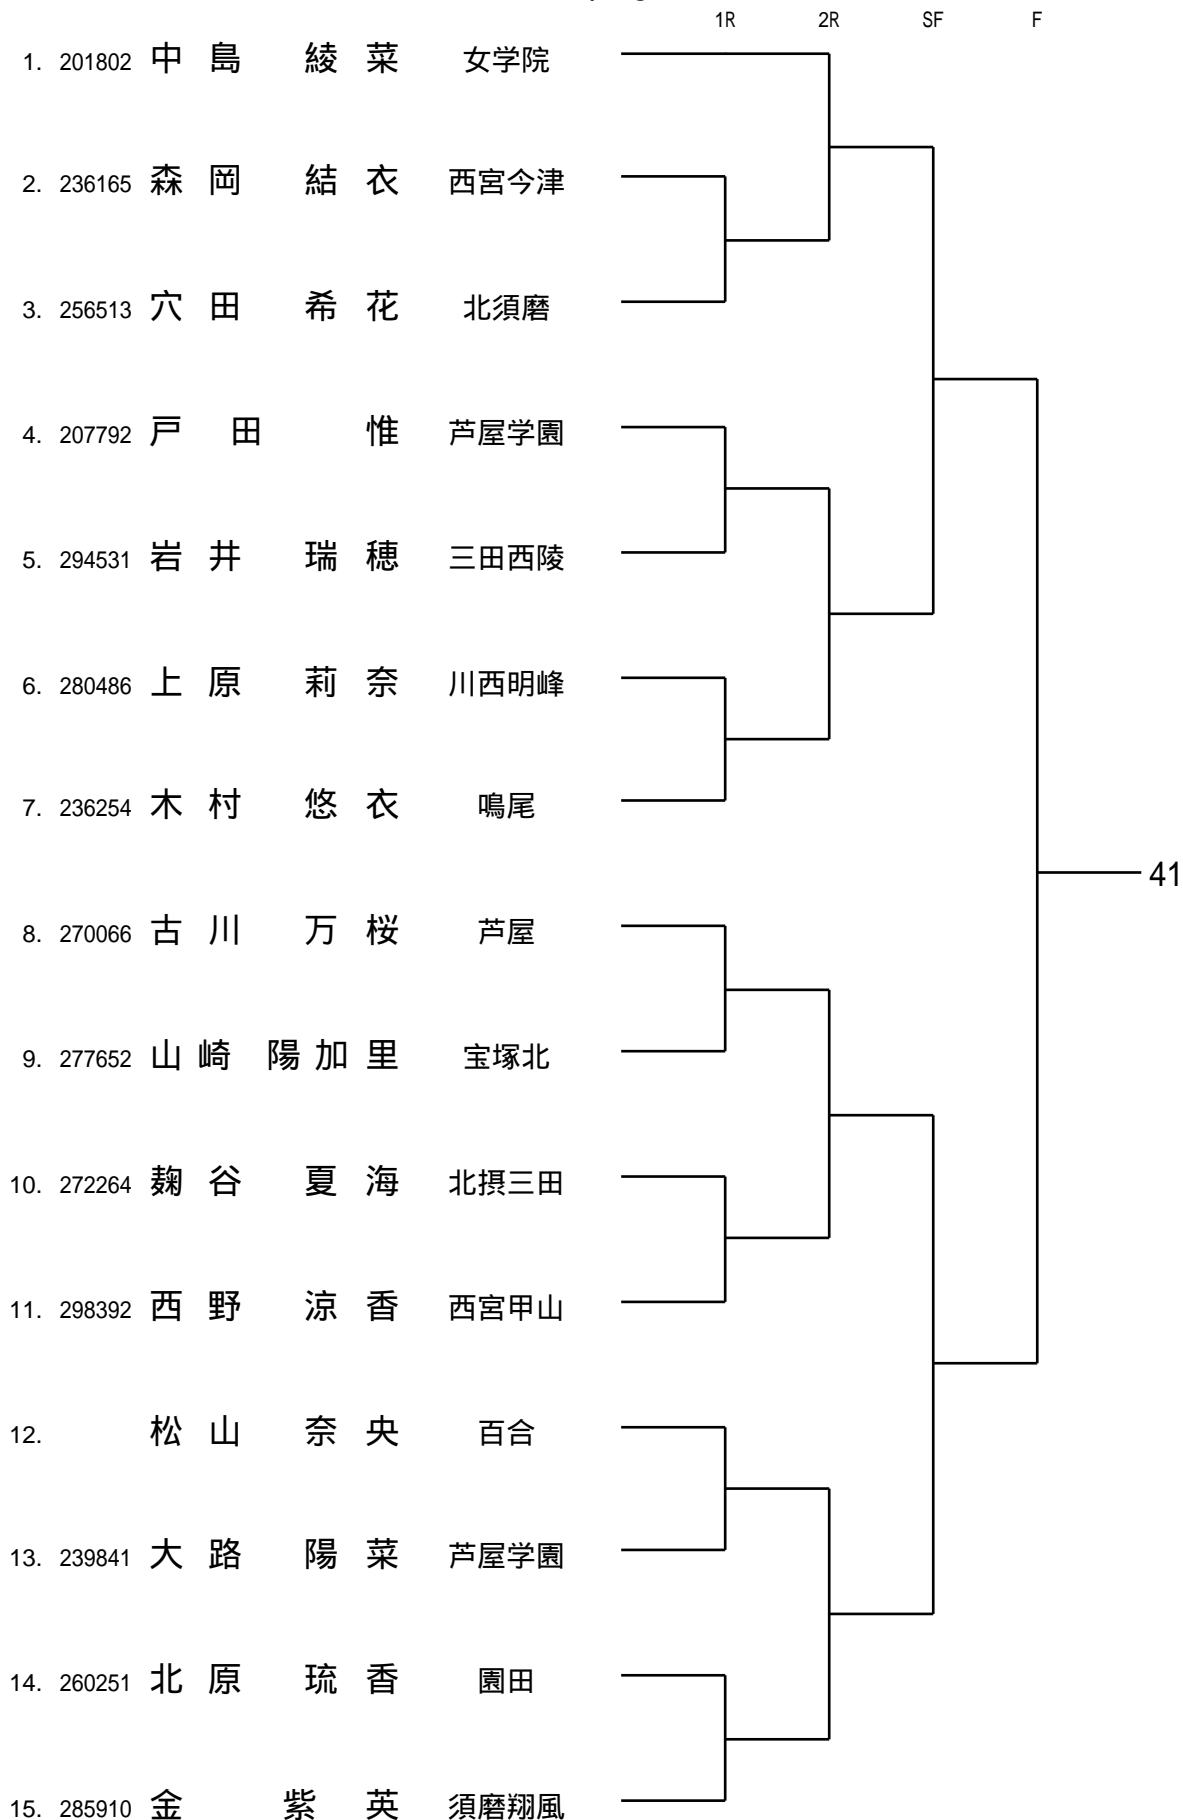 1R 2R SF F
1. 201802 中島 綾菜 女学院
2. 236165 森岡 結衣 西宮今津
3. 256513 穴田 希花 北須磨
4. 207792 戸田 惟 芦屋学園
5. 294531 岩井 瑞穂 三田西陵
6. 280486 上原 莉奈 川西明峰
7. 236254 木村 悠衣 鳴尾
41
8. 270066 古川 万桜 芦屋
9. 277652 山崎 陽加里 宝塚北
10. 272264 麹谷 夏海 北摂三田
11. 298392 西野 涼香 西宮甲山
12. 松山 奈央 百合
13. 239841 大路 陽菜 芦屋学園
14. 260251 北原 琉香 園田
15. 285910 金 紫英 須磨翔風